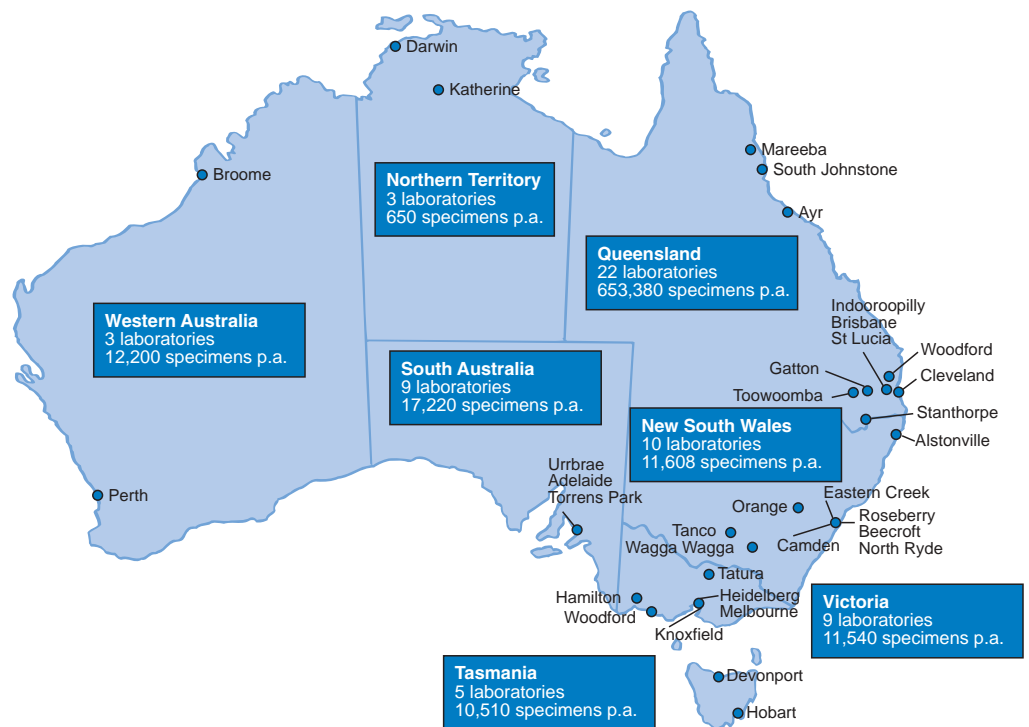 Darwin
Katherine
Mareeba
South Johnstone
Broome
Northern Territory
3 laboratories
650 specimens p.a.
Ayr
Queensland
22 laboratories
653,380 specimens p.a.
Western Australia
3 laboratories
12,200 specimens p.a.
Indooroopilly
Brisbane
St Lucia
Woodford
South Australia
9 laboratories
17,220 specimens p.a.
Gatton
Cleveland
Toowoomba
Stanthorpe
New South Wales
10 laboratories
11,608 specimens p.a.
Alstonville
Urrbrae
Adelaide
Torrens Park
Perth
Eastern Creek
Orange
Roseberry
Beecroft
North Ryde
Tanco
Wagga Wagga
Camden
Tatura
Hamilton
Woodford
Heidelberg
Melbourne
Knoxfield
Victoria
9 laboratories
11,540 specimens p.a.
Tasmania
5 laboratories
10,510 specimens p.a.
Devonport
Hobart